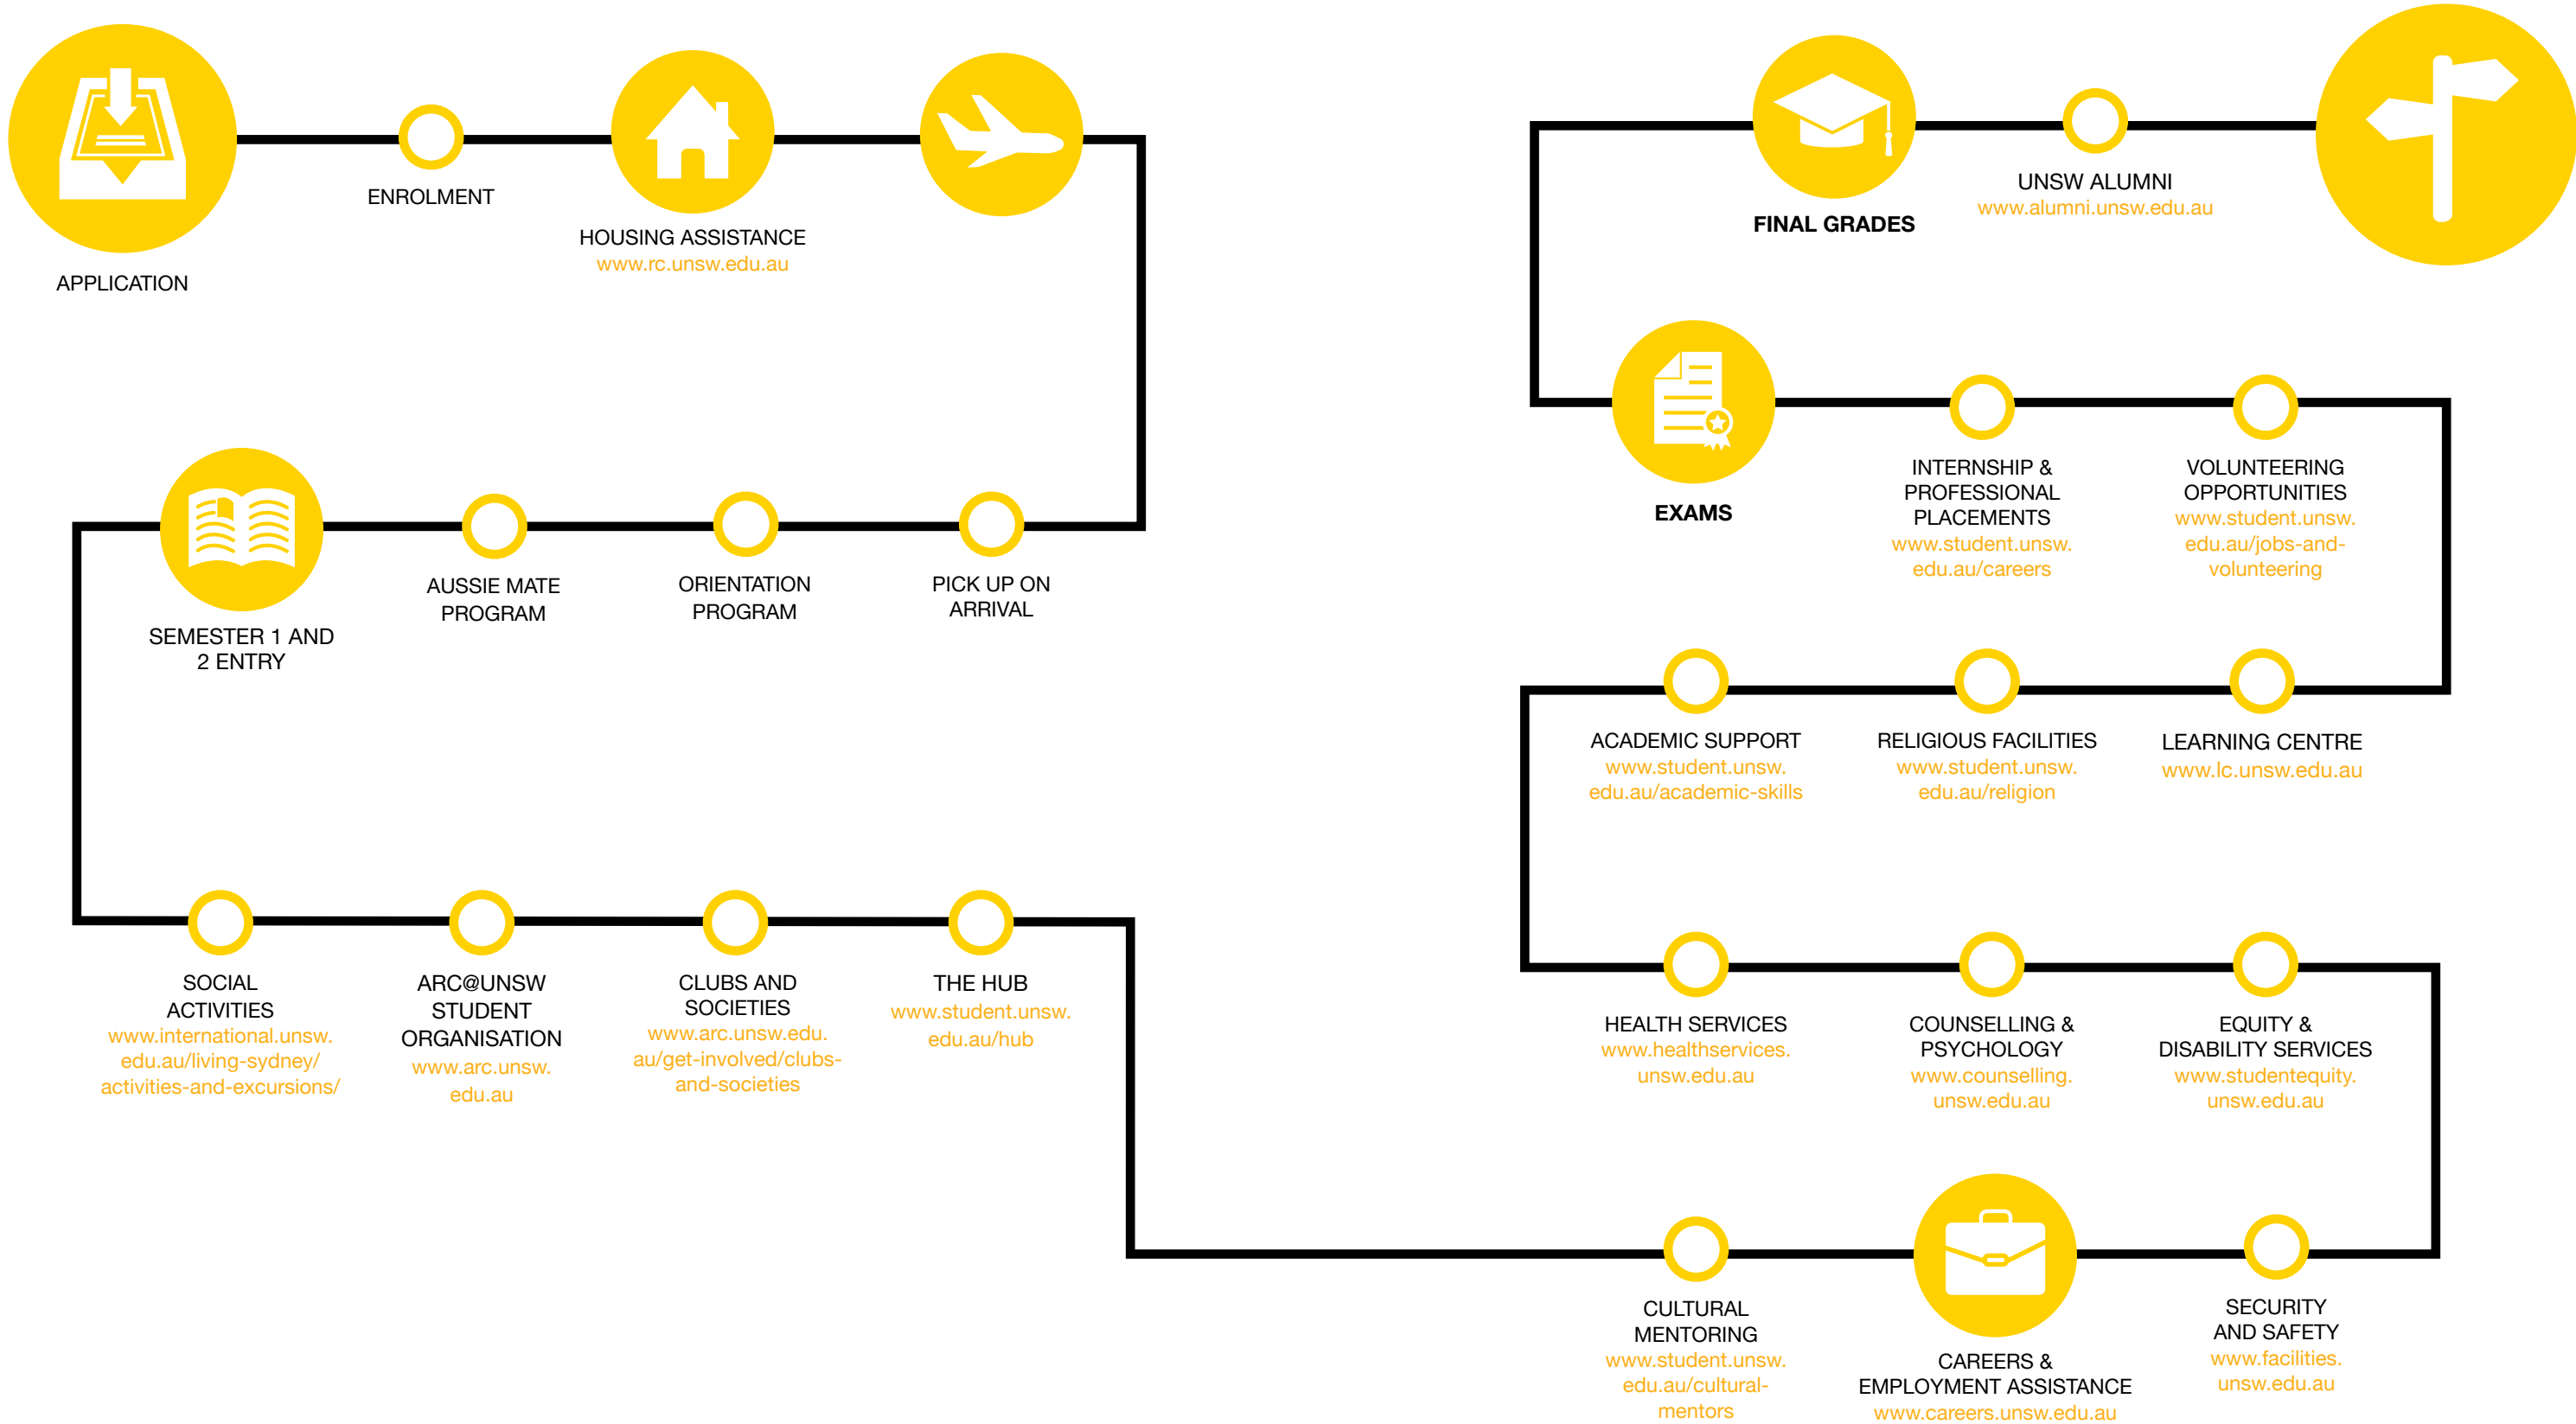 APPLICATION
ENROLMENT
HOUSING ASSISTANCE
www.rc.unsw.edu.au
PICK UP ON
ARRIVAL
ORIENTATION
PROGRAM
AUSSIE MATE
PROGRAM
SEMESTER 1 AND
2 ENTRY
SOCIAL
ACTIVITIES
www.international.unsw.
edu.au/living-sydney/
activities-and-excursions/
ARC@UNSW
STUDENT
ORGANISATION
www.arc.unsw.
edu.au
CLUBS AND
SOCIETIES
www.arc.unsw.edu.
au/get-involved/clubs-
and-societies
THE HUB
www.student.unsw.
edu.au/hub
CULTURAL
MENTORING
www.student.unsw.
edu.au/cultural-
mentors
CAREERS &
EMPLOYMENT ASSISTANCE
www.careers.unsw.edu.au
SECURITY
AND SAFETY
www.facilities.
unsw.edu.au
EQUITY &
DISABILITY SERVICES
www.studentequity.
unsw.edu.au
COUNSELLING &
PSYCHOLOGY
www.counselling.
unsw.edu.au
HEALTH SERVICES
www.healthservices.
unsw.edu.au
ACADEMIC SUPPORT
www.student.unsw.
edu.au/academic-skills
RELIGIOUS FACILITIES
www.student.unsw.
edu.au/religion
LEARNING CENTRE
www.lc.unsw.edu.au
VOLUNTEERING
OPPORTUNITIES
www.student.unsw.
edu.au/jobs-and-
volunteering
INTERNSHIP &
PROFESSIONAL
PLACEMENTS
www.student.unsw.
edu.au/careers
EXAMS
FINAL GRADES
UNSW ALUMNI
www.alumni.unsw.edu.au